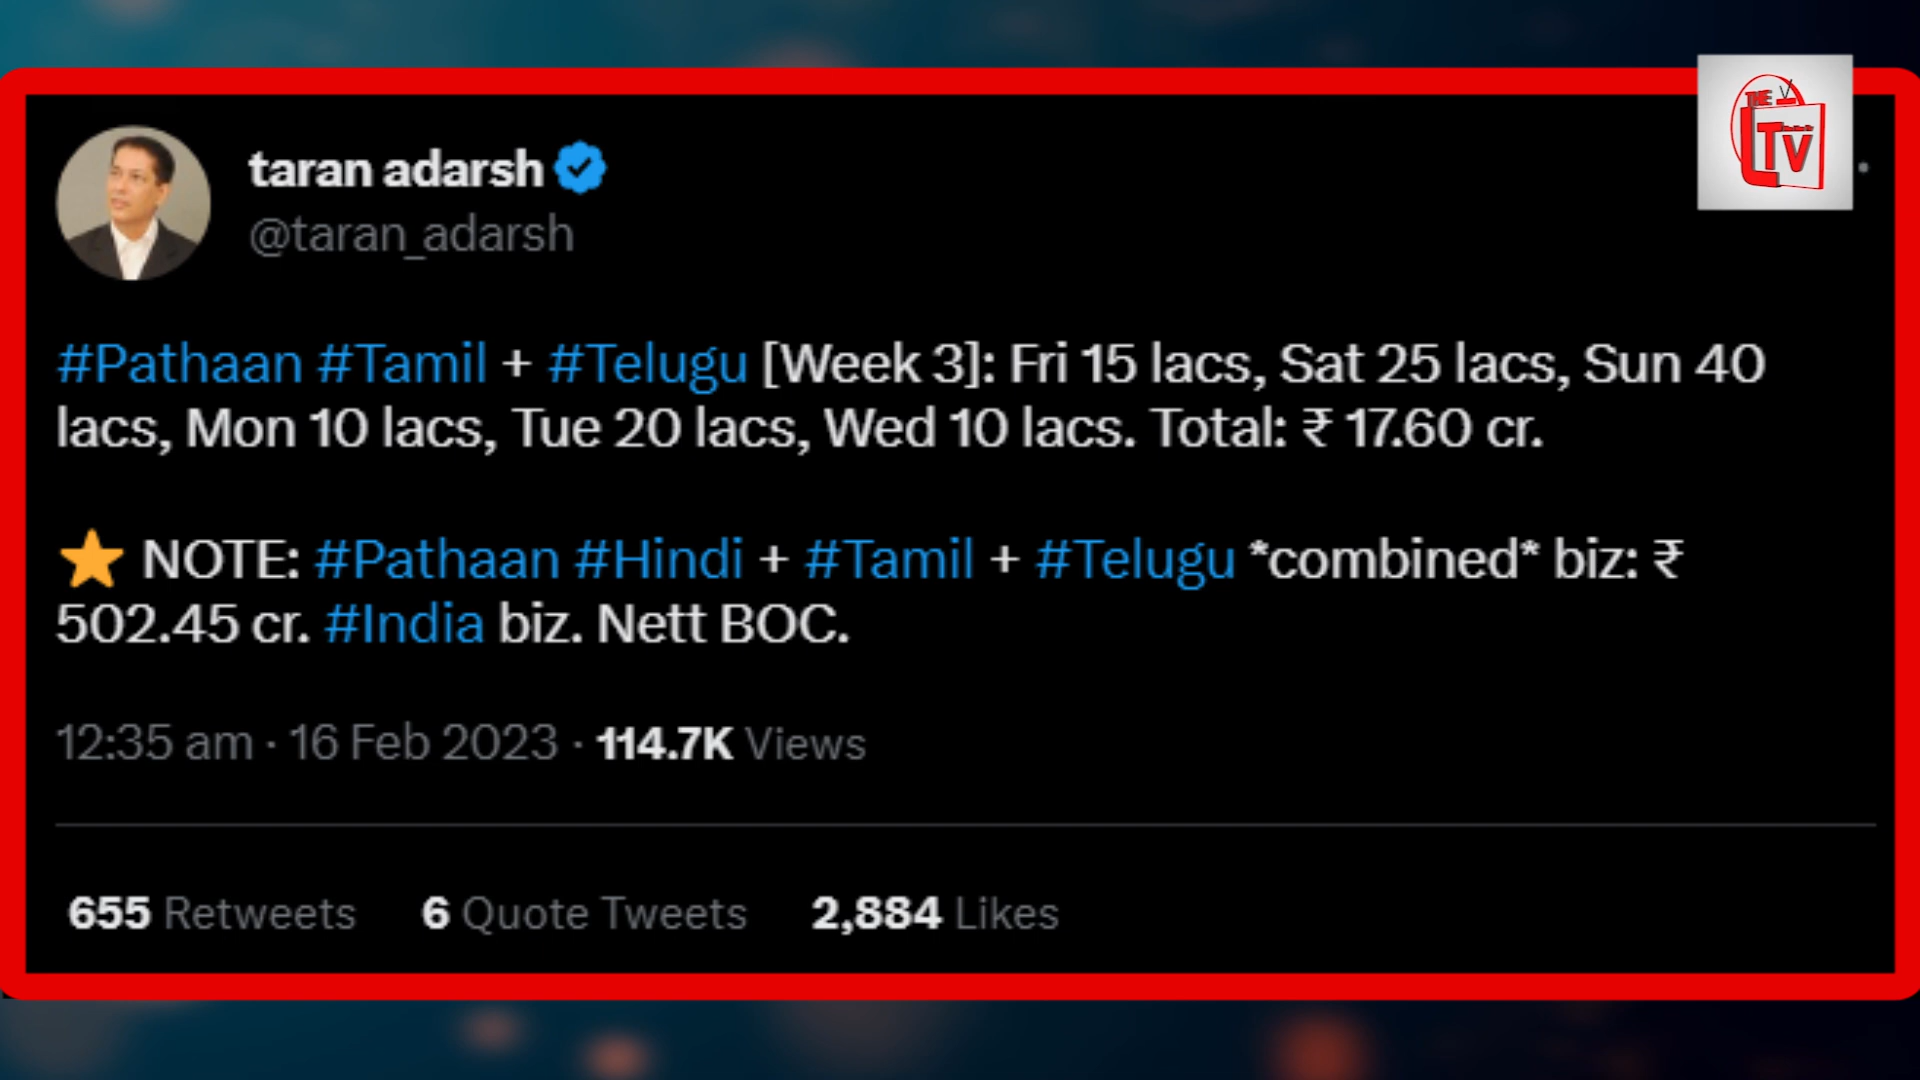 THE
LTV
taran adarsh
@taran_adarsh
#Pathaan #Tamil + #Telugu [Week 3]: Fri 15 lacs, Sat 25 lacs, Sun 40
lacs, Mon 10 lacs, Tue 20 lacs, Wed 10 lacs. Total: ₹ 17.60 cr.
⭐ NOTE: #Pathaan #Hindi + #Tamil + #Telugu *combined* biz: ₹
502.45 cr. #India biz. Nett BOC.
12:35 am · 16 Feb 2023 · 114.7K Views
655 Retweets 6 Quote Tweets 2,884 Likes